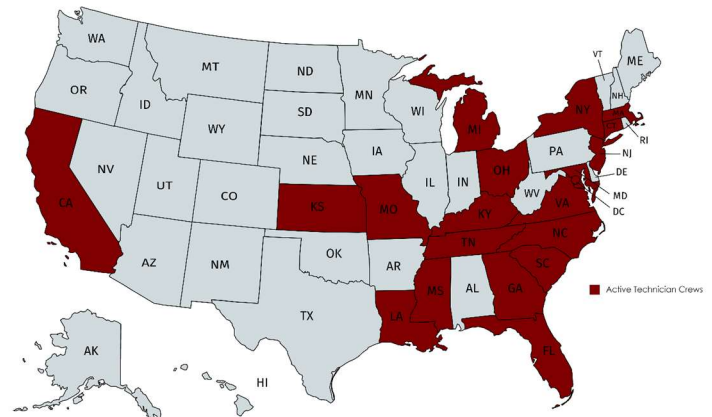 WA
MT
ND
MN
VT
ME
OR
ID
SD
WI
NH
NY
MA
WY
MI
CT
RI
IA
PA
NJ
NE
NV
OH
DE
IL
IN
UT
CO
WV
MD
CA
KS
MO
VA
DC
KY
NC
TN
OK
AZ
NM
AR
SC
MS
AL
GA
Active Technician Crews
TX
LA
AK
FL
HI